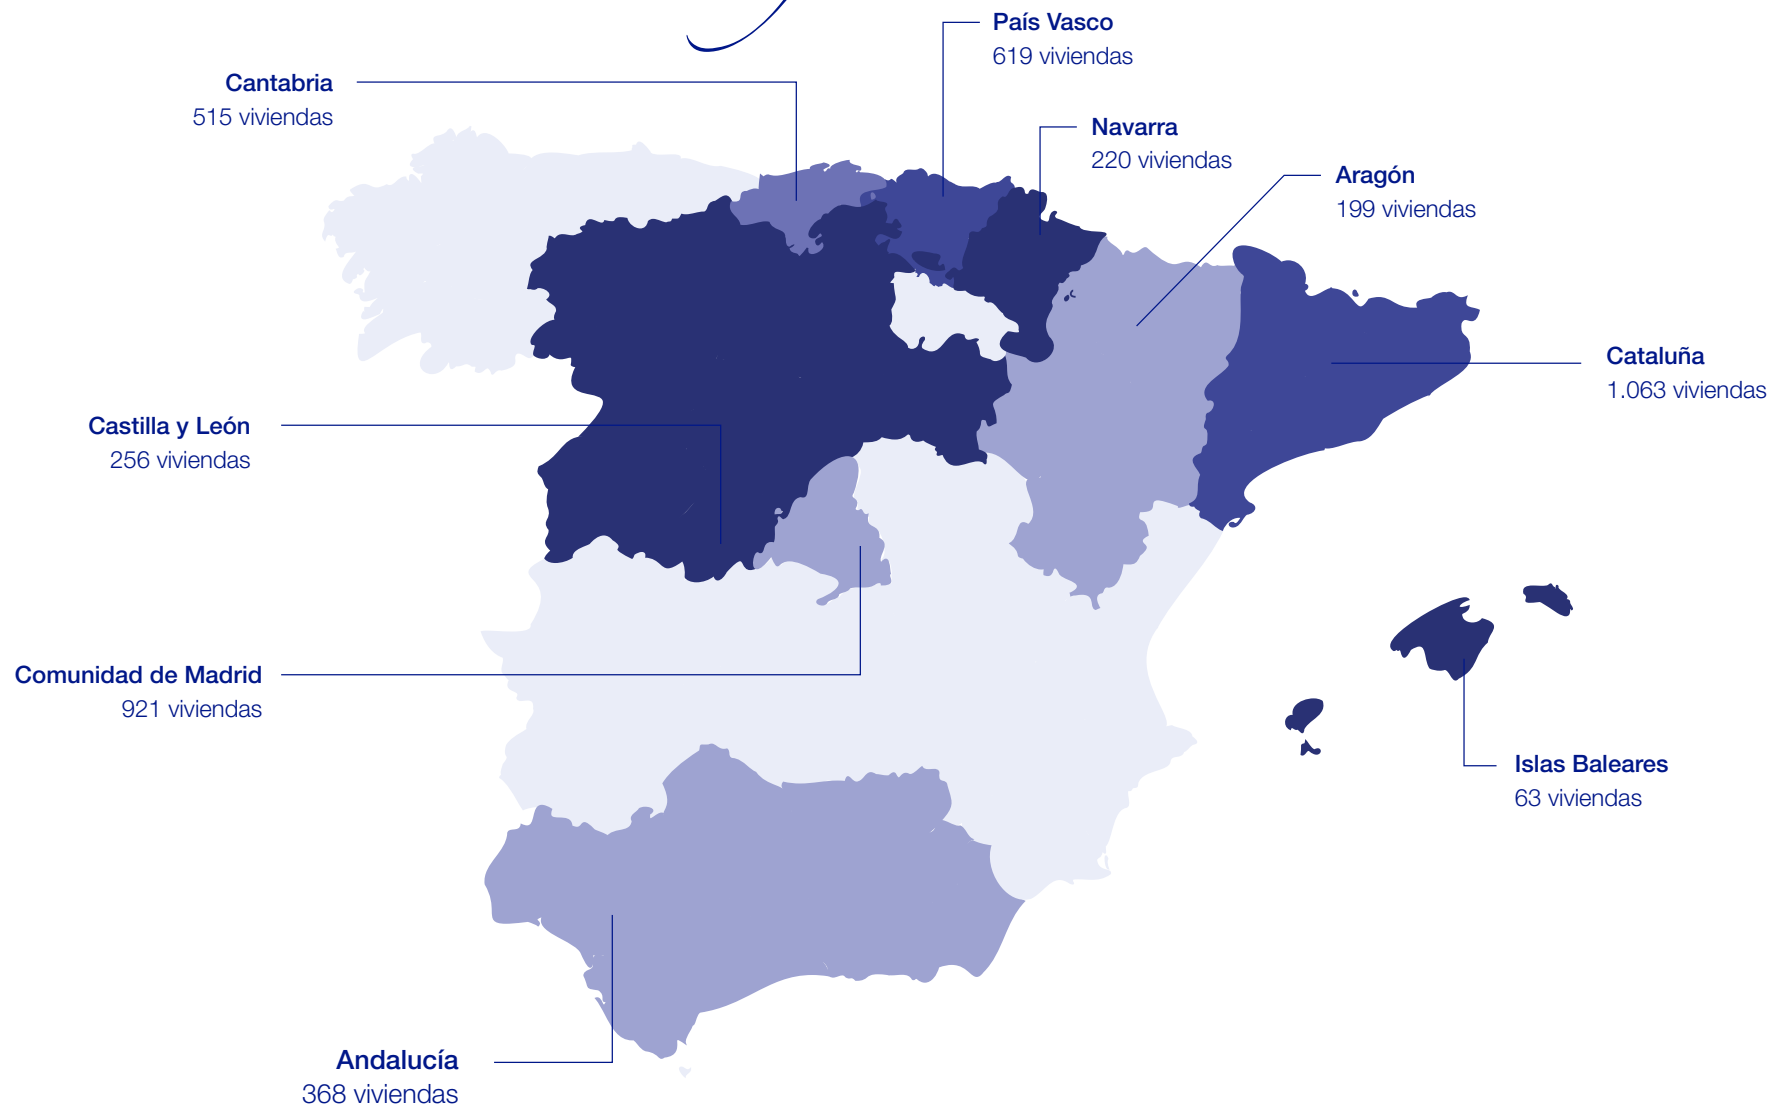 País Vasco
619 viviendas
Cantabria
515 viviendas
Navarra
220 viviendas
Aragón
199 viviendas
Cataluña
1.063 viviendas
Castilla y León
256 viviendas
Comunidad de Madrid
921 viviendas
Islas Baleares
63 viviendas
Andalucía
368 viviendas